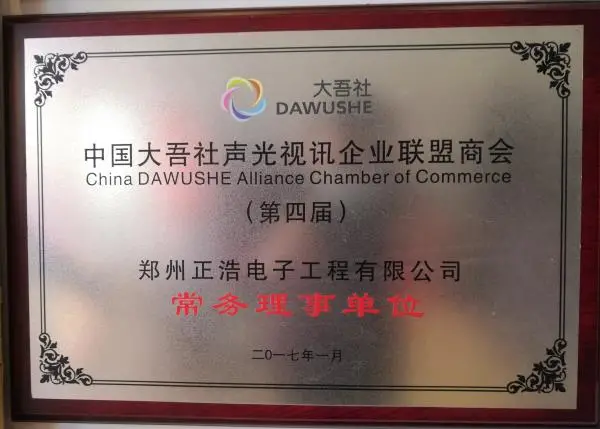 大吾社
DAWUSHE
中国大吾社声光视讯企业联盟商会
China DAWUSHE Alliance Chamber of Commerce
（第四届）
郑州正浩电子工程有限公司
常务理事单位
二0一七年一月